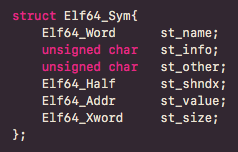 struct Elf64_Sym{
    Elf64_Word     st_name;
    unsigned char  st_info;
    unsigned char  st_other;
    Elf64_Half     st_shndx;
    Elf64_Addr     st_value;
    Elf64_Xword    st_size;
};